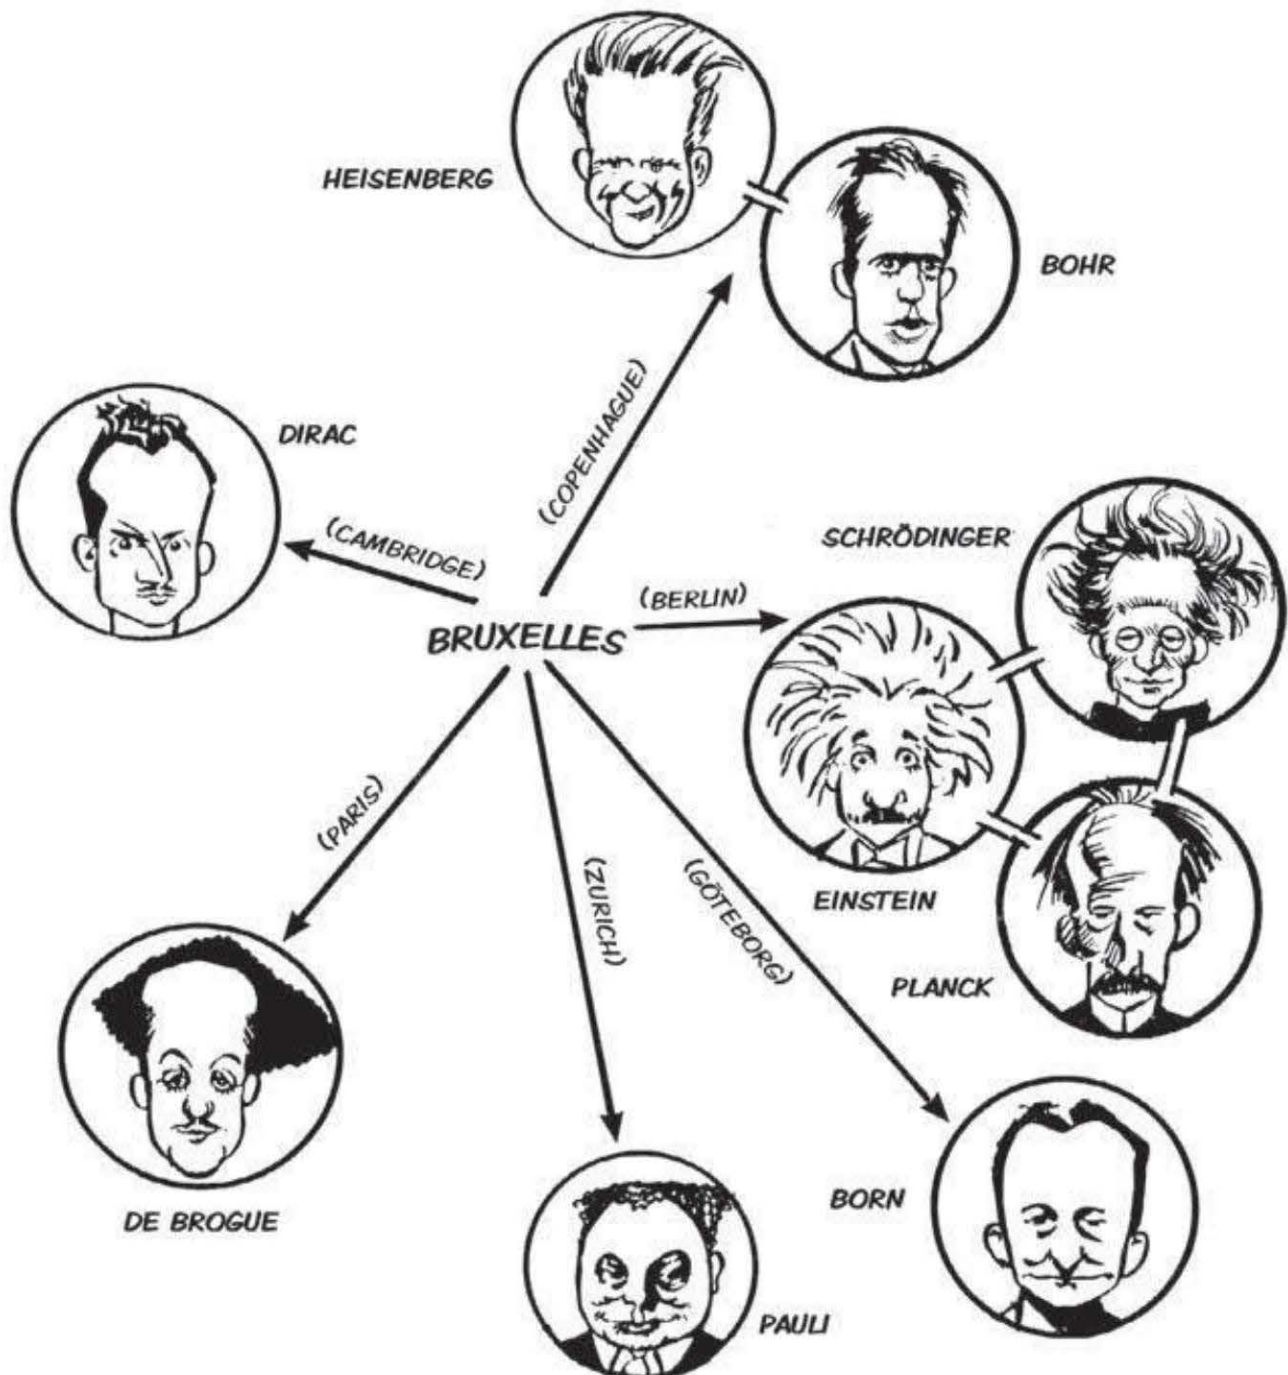 HEISENBERG
BOHR
DIRAC
(COPENHAGUE)
(CAMBRIDGE)
SCHRÖDINGER
(BERLIN)
BRUXELLES
EINSTEIN
PLANCK
(PARIS)
(ZURICH)
(GÖTEBORG)
DE BROGUE
BORN
PAULI